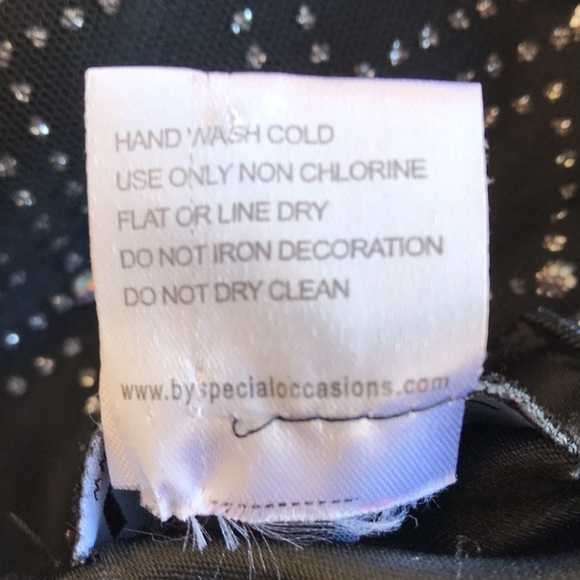 HAND WASH COLD
USE ONLY NON CHLORINE
FLAT OR LINE DRY
DO NOT IRON DECORATION
DO NOT DRY CLEAN
www.byspecialoccasions.com